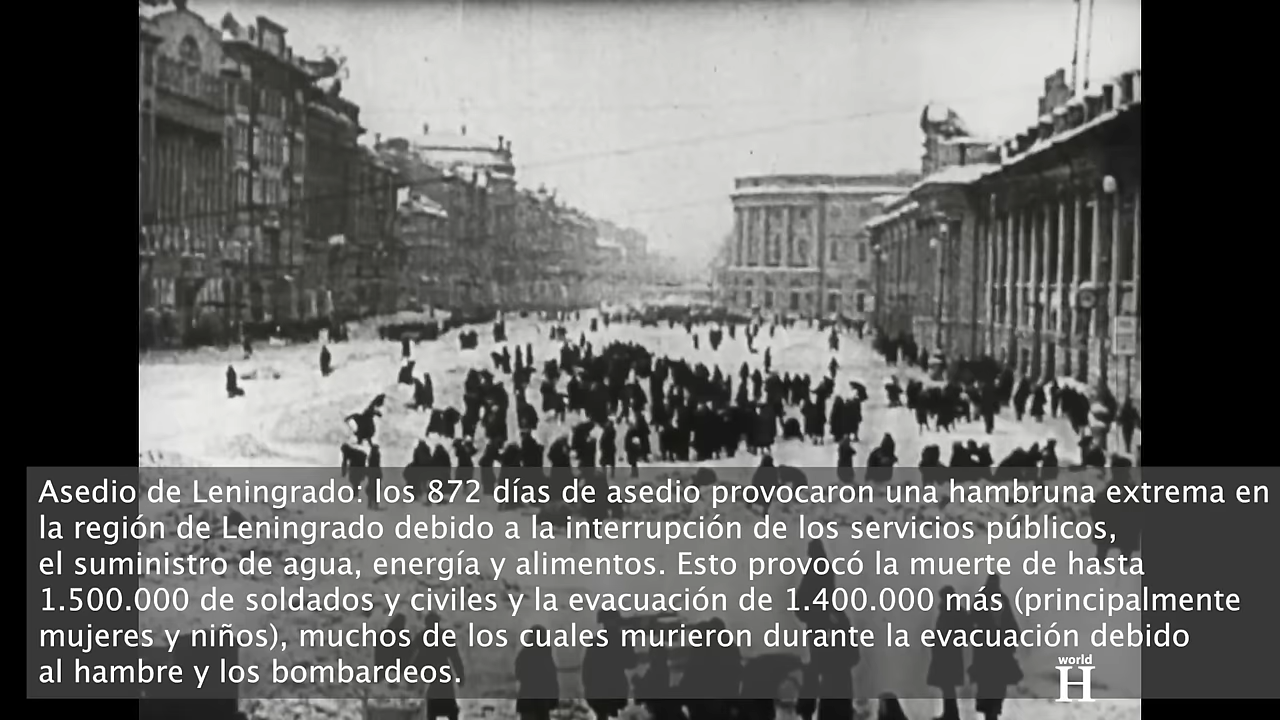 Asedio de Leningrado: los 872 días de asedio provocaron una hambruna extrema en
la región de Leningrado debido a la interrupción de los servicios públicos,
el suministro de agua, energía y alimentos. Esto provocó la muerte de hasta
1.500.000 de soldados y civiles y la evacuación de 1.400.000 más (principalmente
mujeres y niños), muchos de los cuales murieron durante la evacuación debido
al hambre y los bombardeos.
world
H